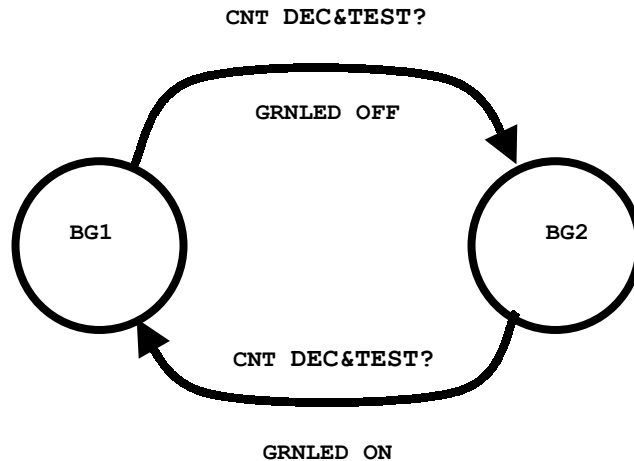 CNT DEC&TEST?
GRNLED OFF
BG1
BG2
CNT DEC&TEST?
GRNLED ON